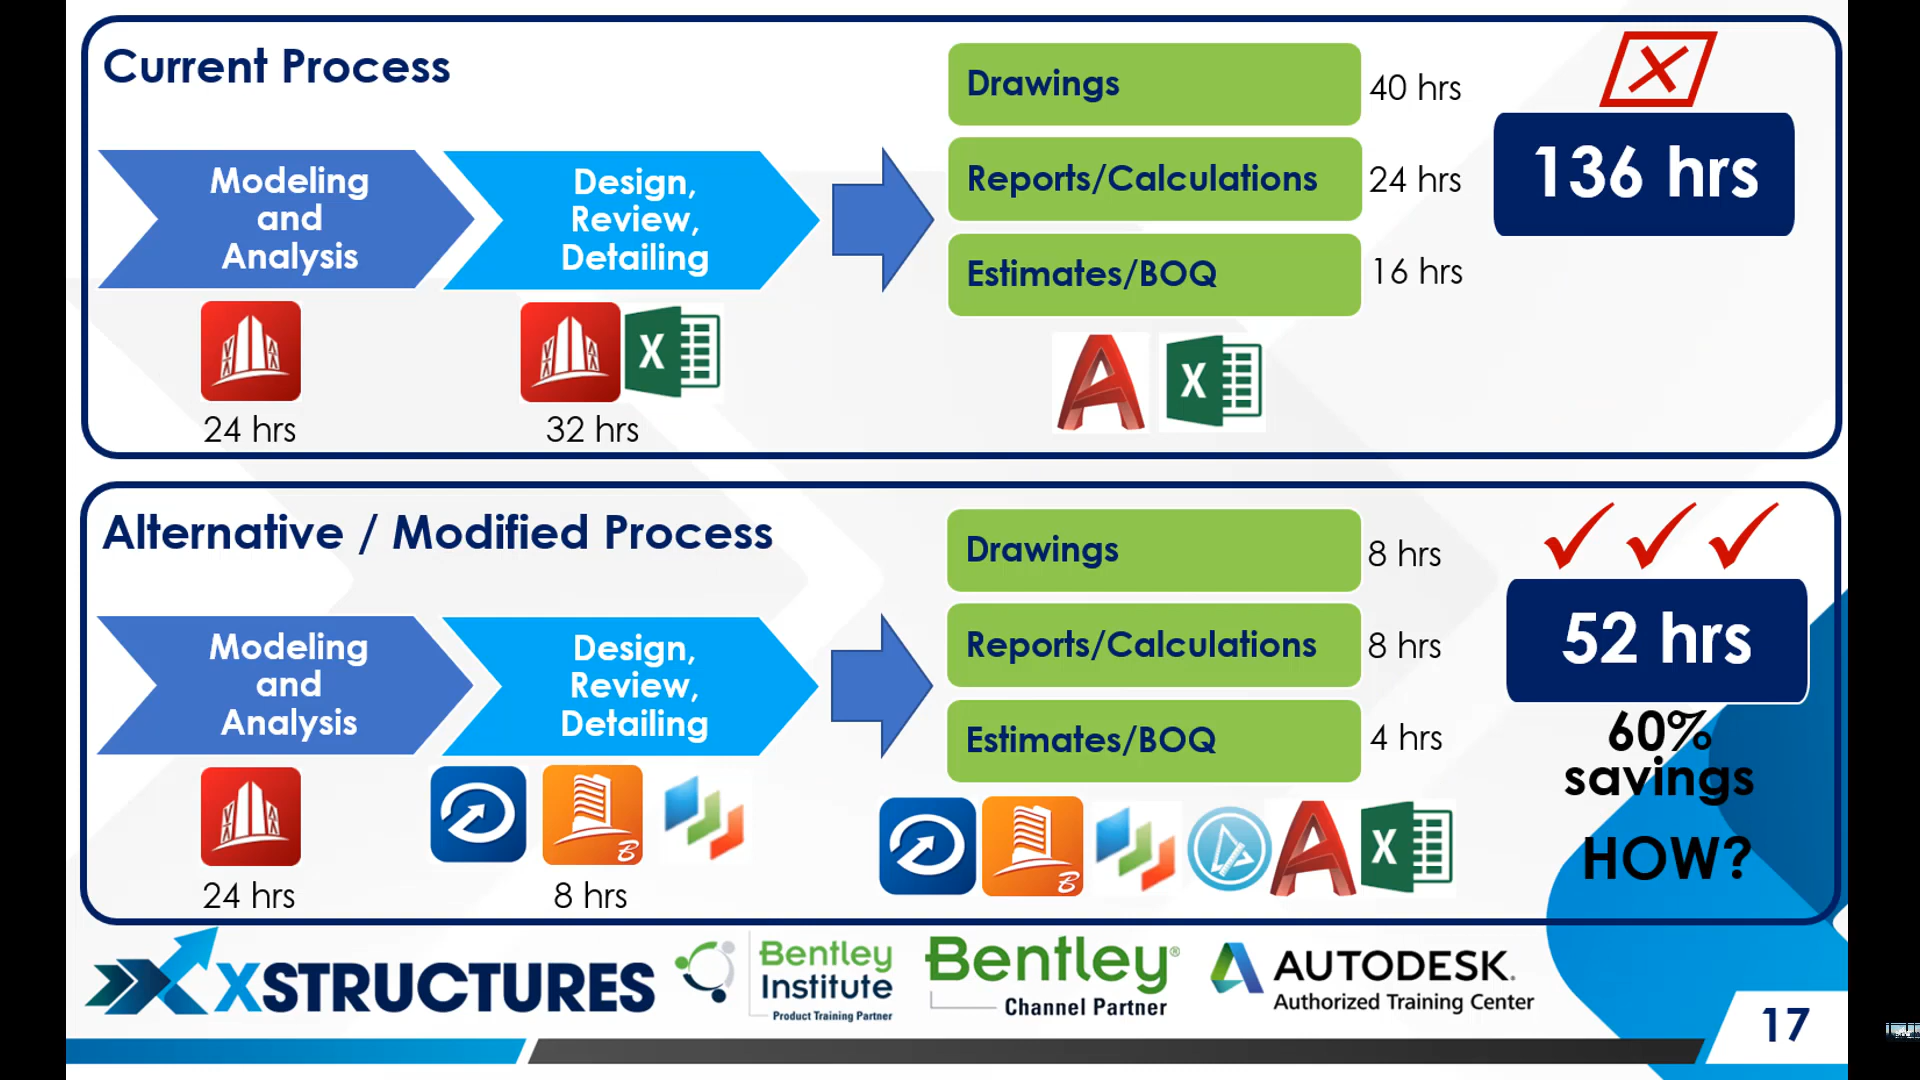 Current Process
Modeling
and
Analysis
24 hrs
Design,
Review,
Detailing
X
32 hrs
Drawings
40 hrs
Reports/Calculations
24 hrs
Estimates/BOQ
16 hrs
X
136 hrs
Alternative / Modified Process
Modeling
and
Analysis
24 hrs
Design,
Review,
Detailing
B
8 hrs
Drawings
8 hrs
Reports/Calculations
8 hrs
Estimates/BOQ
4 hrs
B
X
52 hrs
60%
savings
HOW?
XSTRUCTURES
Bentley
Institute
Product Training Partner
Bentley®
Channel Partner
AUTODESK.
Authorized Training Center
17